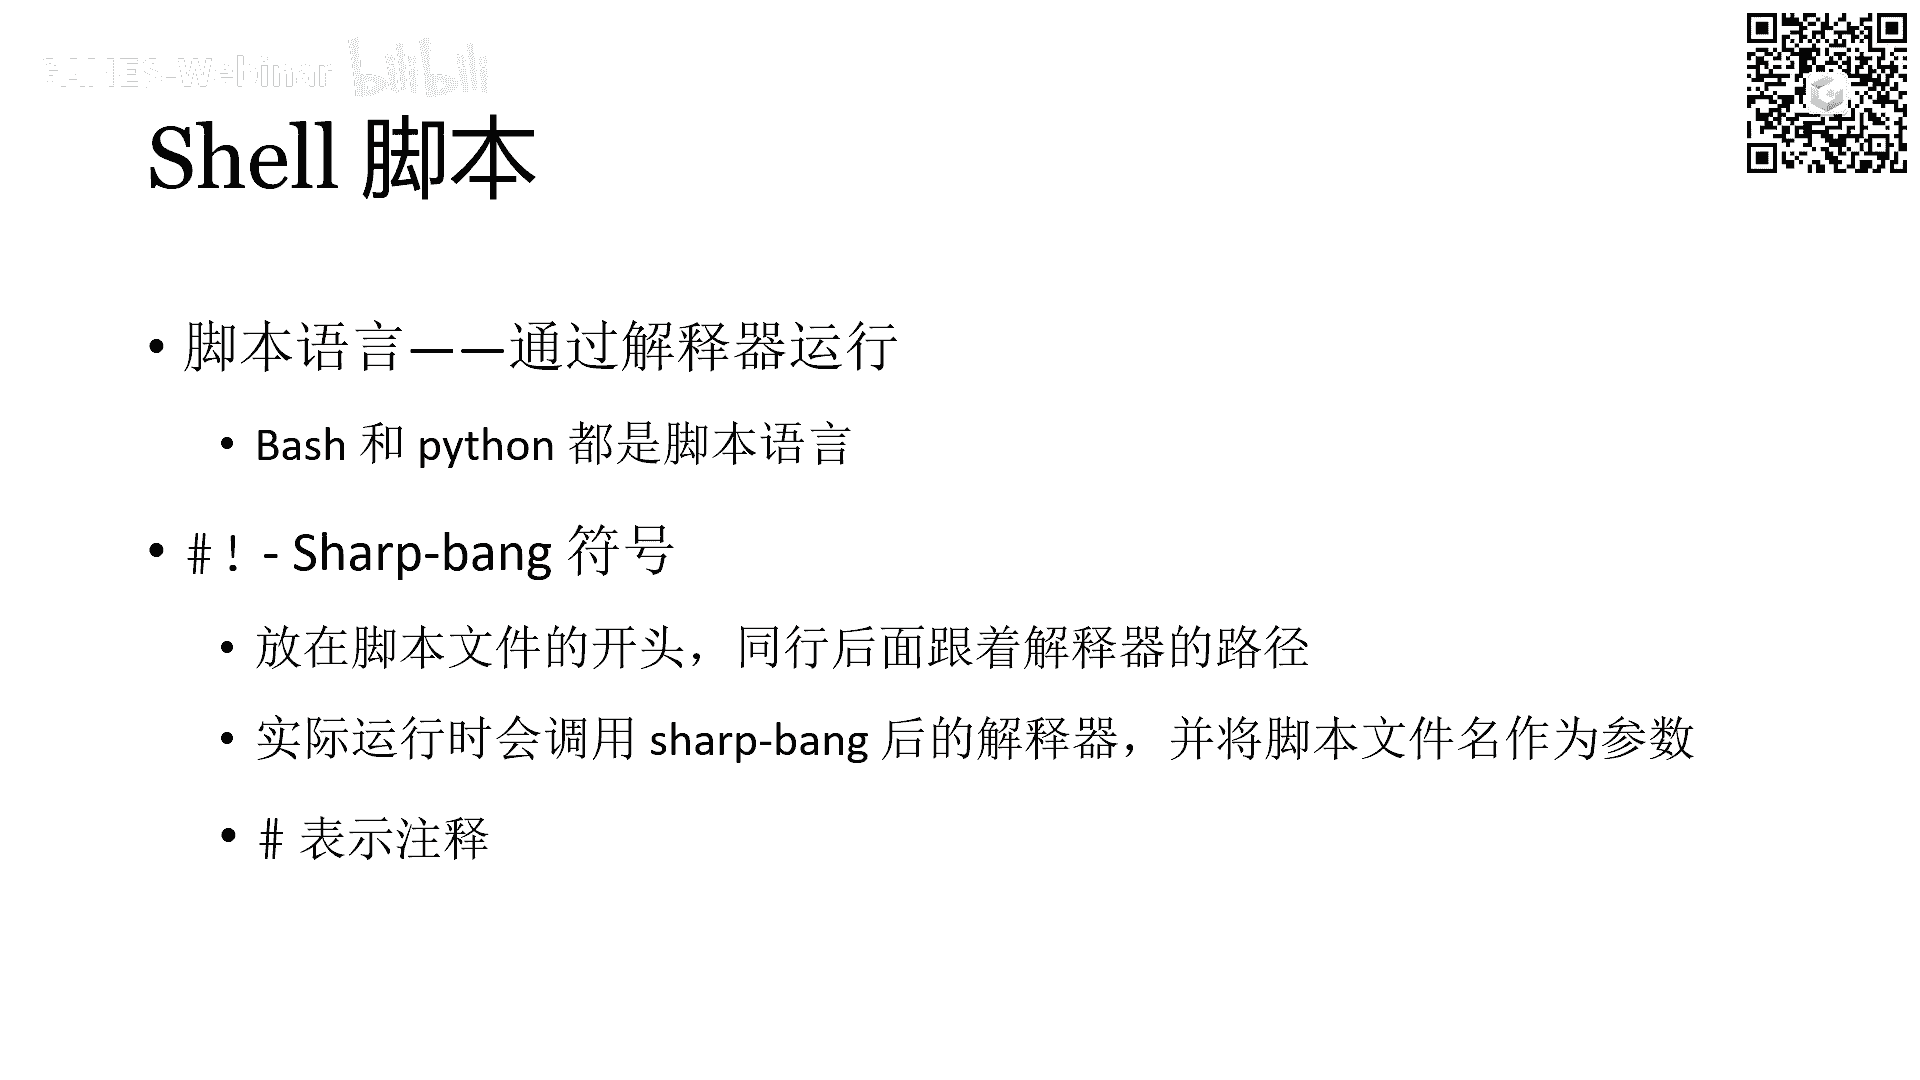 GAMES-Webinar bilibili
Shell 脚本
• 脚本语言——通过解释器运行
• Bash 和 python 都是脚本语言
• #! - Sharp-bang 符号
• 放在脚本文件的开头，同行后面跟着解释器的路径
• 实际运行时会调用 sharp-bang 后的解释器，并将脚本文件名作为参数
• # 表示注释